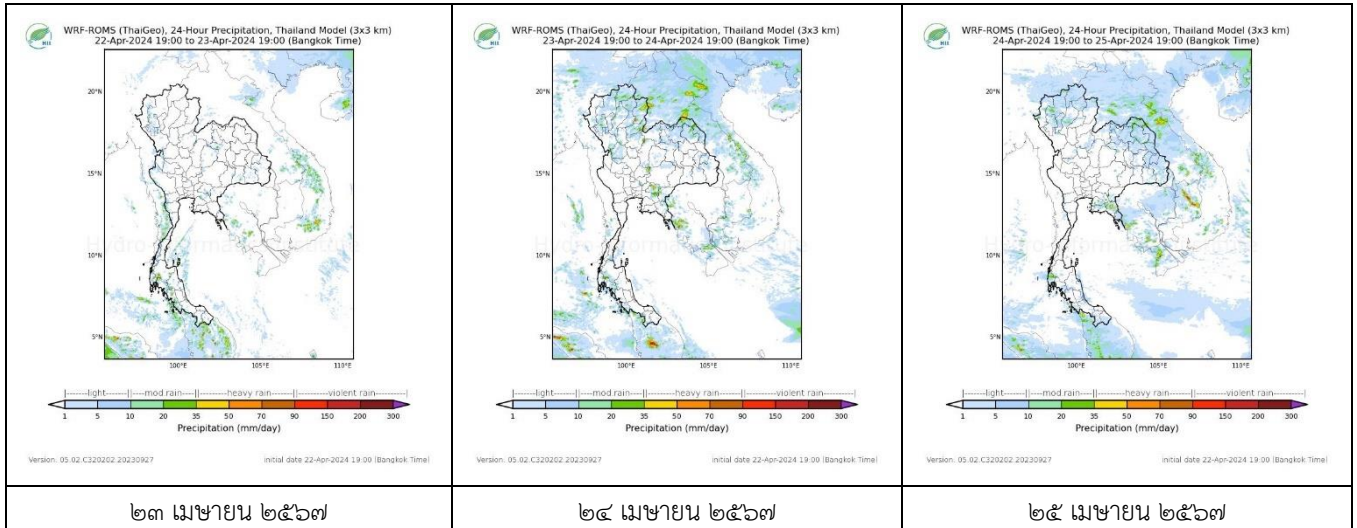 HII
WRF-ROMS (ThaiGeo), 24-Hour Precipitation, Thailand Model (3x3 km)
22-Apr-2024 19:00 to 23-Apr-2024 19:00 (Bangkok Time)
20°N
15°N
10°N
5°N
100°E 105°E 110°E
Hydro - Informatics Institute
light mod rain heavy rain violent rain
1 5 10 20 35 50 70 90 150 200 300
Precipitation (mm/day)
Version: 05.02.C320202.20230927 initial date 22-Apr-2024 19:00 (Bangkok Time)
๒๓ เมษายน ๒๕๖๗
HII
WRF-ROMS (ThaiGeo), 24-Hour Precipitation, Thailand Model (3x3 km)
23-Apr-2024 19:00 to 24-Apr-2024 19:00 (Bangkok Time)
20°N
15°N
10°N
5°N
100°E 105°E 110°E
Hydro - Informatics Institute
light mod rain heavy rain violent rain
1 5 10 20 35 50 70 90 150 200 300
Precipitation (mm/day)
Version: 05.02.C320202.20230927 initial date 22-Apr-2024 19:00 (Bangkok Time)
๒๔ เมษายน ๒๕๖๗
HII
WRF-ROMS (ThaiGeo), 24-Hour Precipitation, Thailand Model (3x3 km)
24-Apr-2024 19:00 to 25-Apr-2024 19:00 (Bangkok Time)
20°N
15°N
10°N
5°N
100°E 105°E 110°E
Hydro - Informatics Institute
light mod rain heavy rain violent rain
1 5 10 20 35 50 70 90 150 200 300
Precipitation (mm/day)
Version: 05.02.C320202.20230927 initial date 22-Apr-2024 19:00 (Bangkok Time)
๒๕ เมษายน ๒๕๖๗